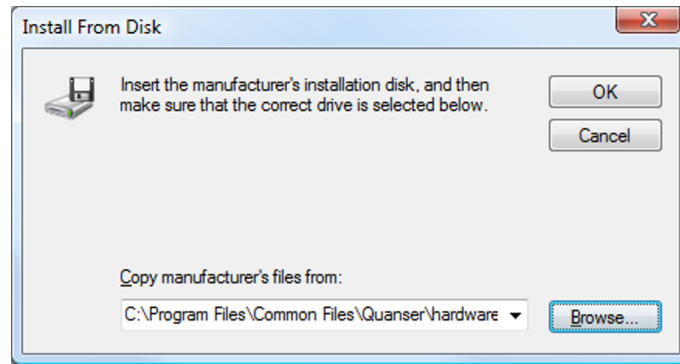 Install From Disk
Insert the manufacturer's installation disk, and then
make sure that the correct drive is selected below.
OK
Cancel
Copy manufacturer's files from:
C:\Program Files\Common Files\Quanser\hardware
Browse...